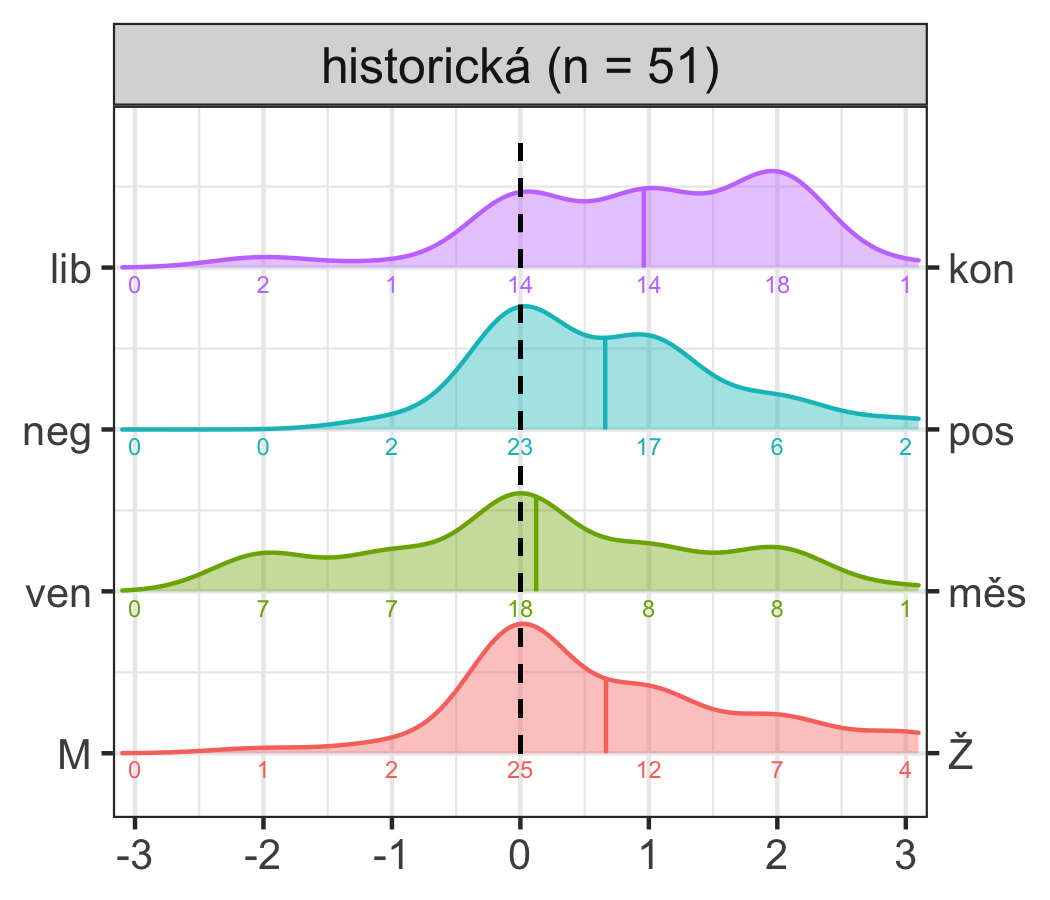 historická (n = 51)
lib kon
0 2 1 14 14 18 1
neg pos
0 0 2 23 17 6 2
ven měs
0 7 7 18 8 8 1
M Ž
0 1 2 25 12 7 4
-3 -2 -1 0 1 2 3